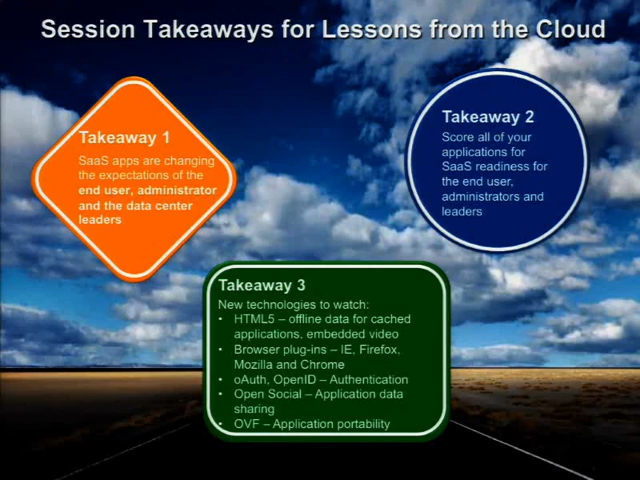 Session Takeaways for Lessons from the Cloud
Takeaway 1
SaaS apps are changing
the expectations of the
end user, administrator
and the data center
leaders
Takeaway 2
Score all of your
applications for
SaaS readiness for
the end user,
administrators and
leaders
Takeaway 3
New technologies to watch:
• HTML5 – offline data for cached
applications, embedded video
• Browser plug-ins – IE, Firefox,
Mozilla and Chrome
• oAuth, OpenID – Authentication
• Open Social – Application data
sharing
• OVF – Application portability